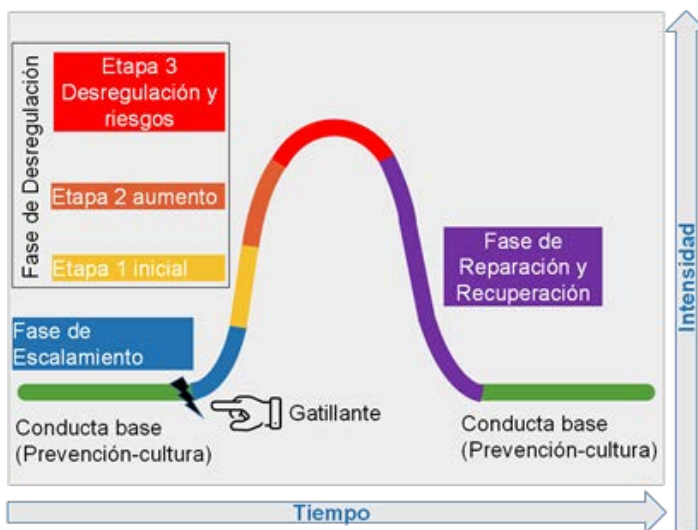 Fase de Desregulación
Etapa 3
Desregulación y
riesgos
Etapa 2 aumento
Etapa 1 inicial
Fase de
Escalamiento
Conducta base
(Prevención-cultura)
Gatillante
Fase de
Reparación y
Recuperación
Conducta base
(Prevención-cultura)
Intensidad
Tiempo